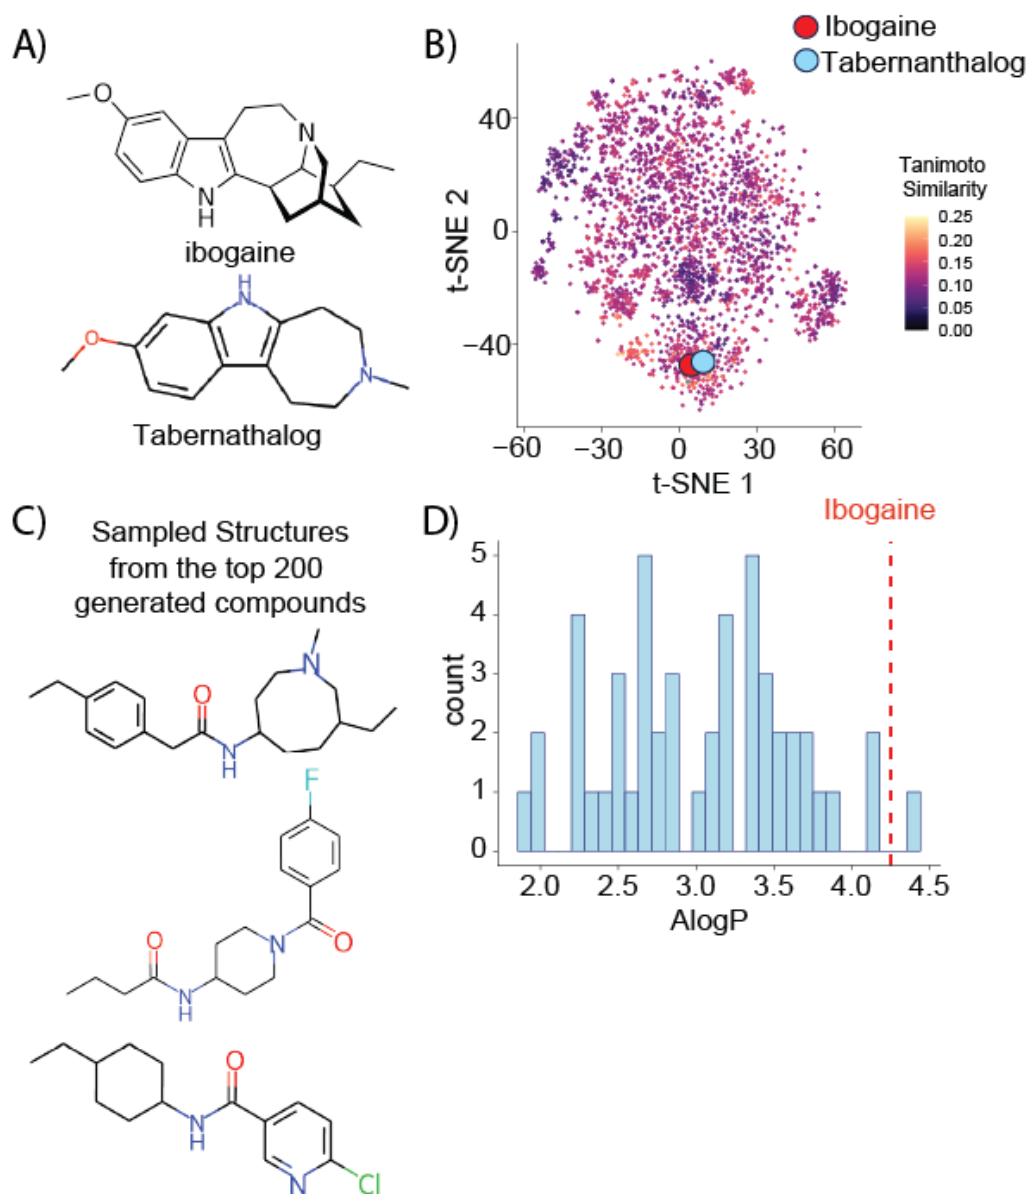 A)
O
N
N
H
ibogaine
H
N
O
N
Tabernathalog
B)
Ibogaine
Tabernanthalog
40
0
−40
t-SNE 2
−60
−30
0
30
60
t-SNE 1
Tanimoto
Similarity
0.25
0.20
0.15
0.10
0.05
0.00
C)
Sampled Structures
from the top 200
generated compounds
N
O
N
H
F
N
O
O
N
H
O
N
H
N
Cl
D)
Ibogaine
5
4
3
2
1
0
count
2.0
2.5
3.0
3.5
4.0
4.5
AlogP